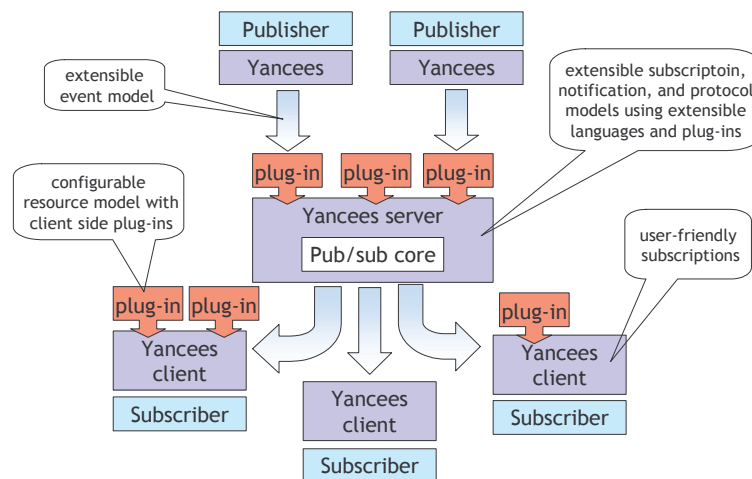 Publisher
Yancees
Publisher
Yancees
extensible
event model
extensible subscriptoin,
notification, and protocol
models using extensible
languages and plug-ins
plug-in
plug-in
plug-in
configurable
resource model with
client side plug-ins
Yancees server
Pub/sub core
user-friendly
subscriptions
plug-in
plug-in
Yancees
client
Subscriber
Yancees
client
Subscriber
plug-in
Yancees
client
Subscriber